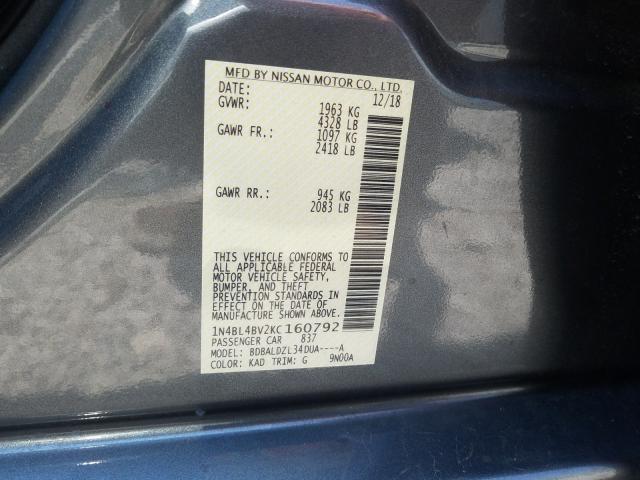 MFD BY NISSAN MOTOR CO., LTD.
DATE: 12/18
GVWR: 1963 KG
4328 LB
GAWR FR.: 1097 KG
2418 LB
GAWR RR.: 945 KG
2083 LB
THIS VEHICLE CONFORMS TO
ALL APPLICABLE FEDERAL
MOTOR VEHICLE SAFETY,
BUMPER, AND THEFT
PREVENTION STANDARDS IN
EFFECT ON THE DATE OF
MANUFACTURE SHOWN ABOVE.
1N4BL4BV2KC160792
PASSENGER CAR 837
MODEL: BDBALDZL34DUA----A
COLOR: KAD TRIM: G 9N00A